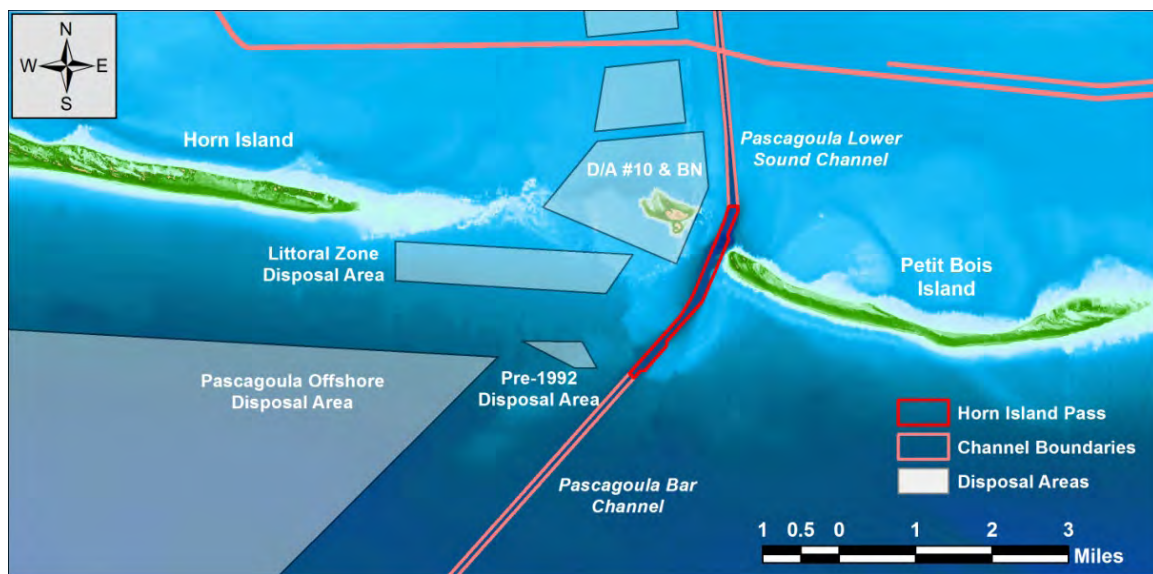 N
W E
S
Horn Island
D/A #10 & BN
Pascagoula Lower
Sound Channel
Littoral Zone
Disposal Area
Petit Bois
Island
Pascagoula Offshore
Disposal Area
Pre-1992
Disposal Area
Pascagoula Bar
Channel
Horn Island Pass
Channel Boundaries
Disposal Areas
1 0.5 0 1 2 3
Miles